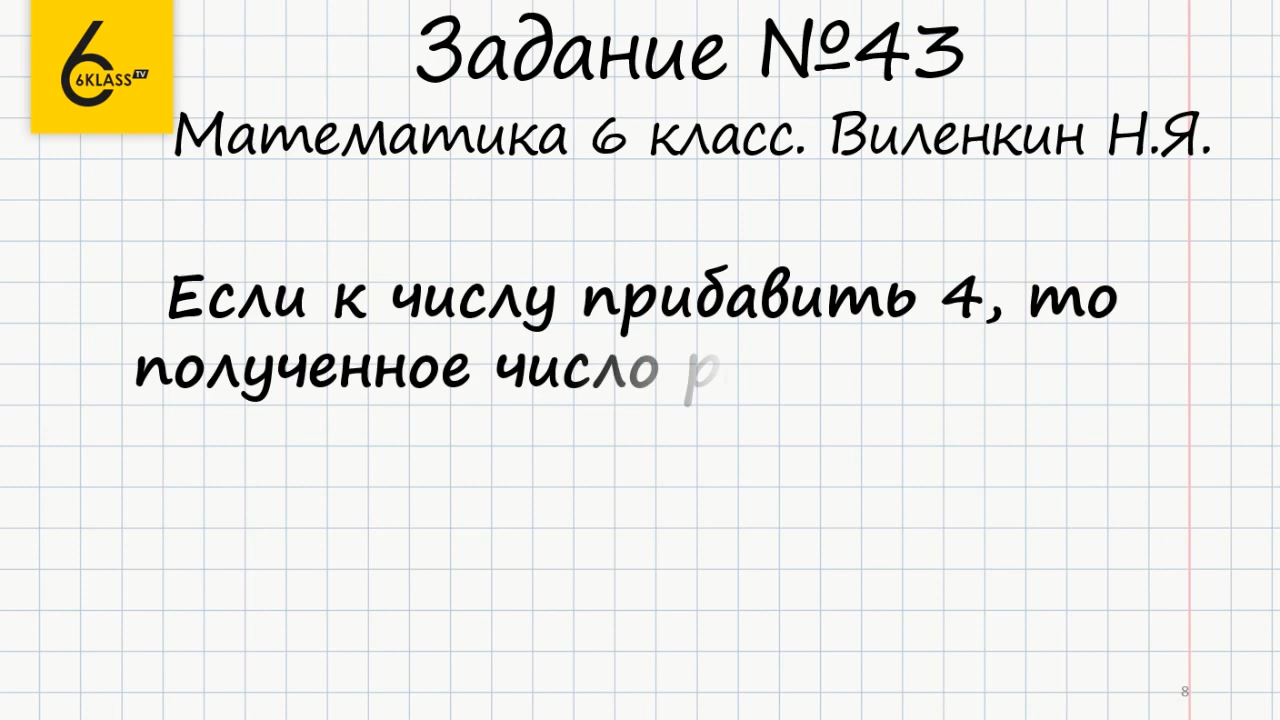 6KLASS TV
Задание №43
Математика 6 класс. Виленкин Н.Я.
Если к числу прибавить 4, то
полученное число
8